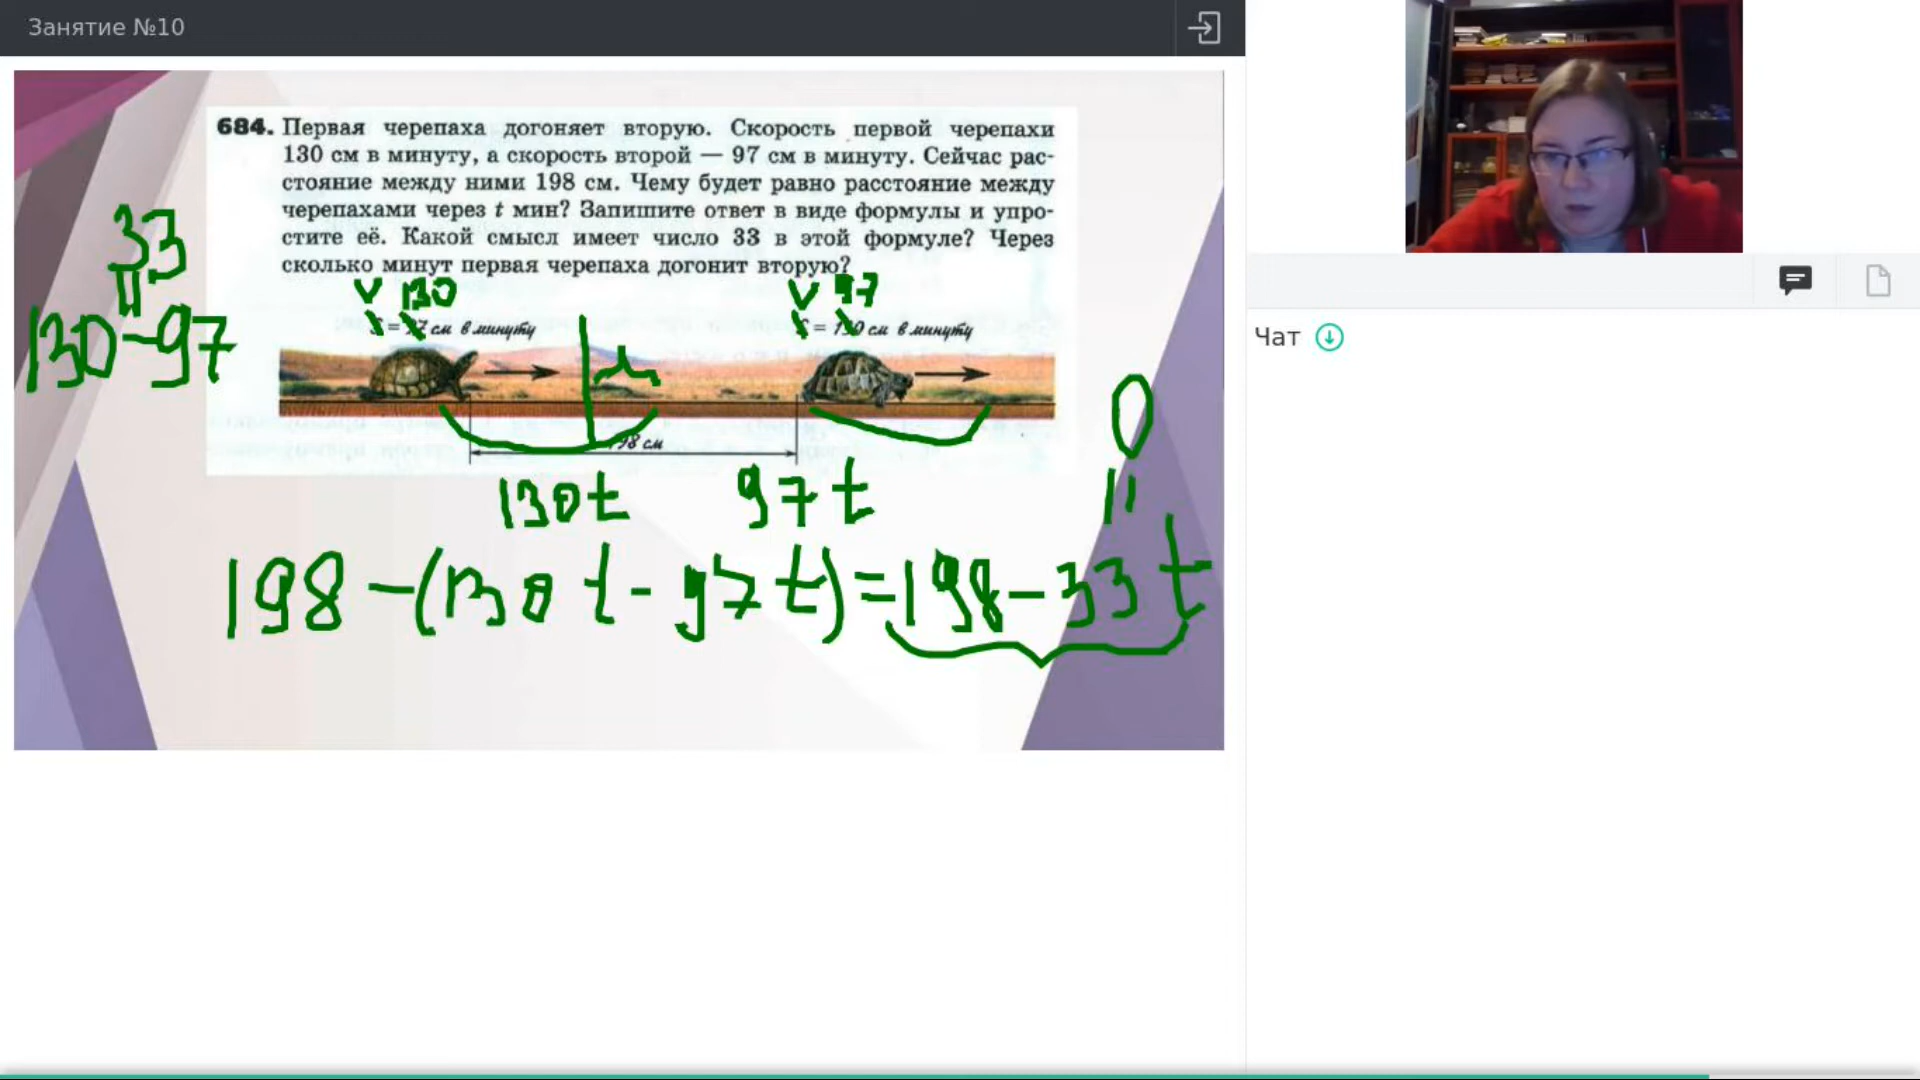 Занятие №10
684. Первая черепаха догоняет вторую. Скорость первой черепахи
130 см в минуту, а скорость второй — 97 см в минуту. Сейчас рас-
стояние между ними 198 см. Чему будет равно расстояние между
черепахами через t мин? Запишите ответ в виде формулы и упро-
стите её. Какой смысл имеет число 33 в этой формуле? Через
сколько минут первая черепаха догонит вторую?
33
130-97
V 130
V 97
= см в минуту
= см в минуту
98 см
130t
97t
0
198-(130t-97t)=198-33t
Чат